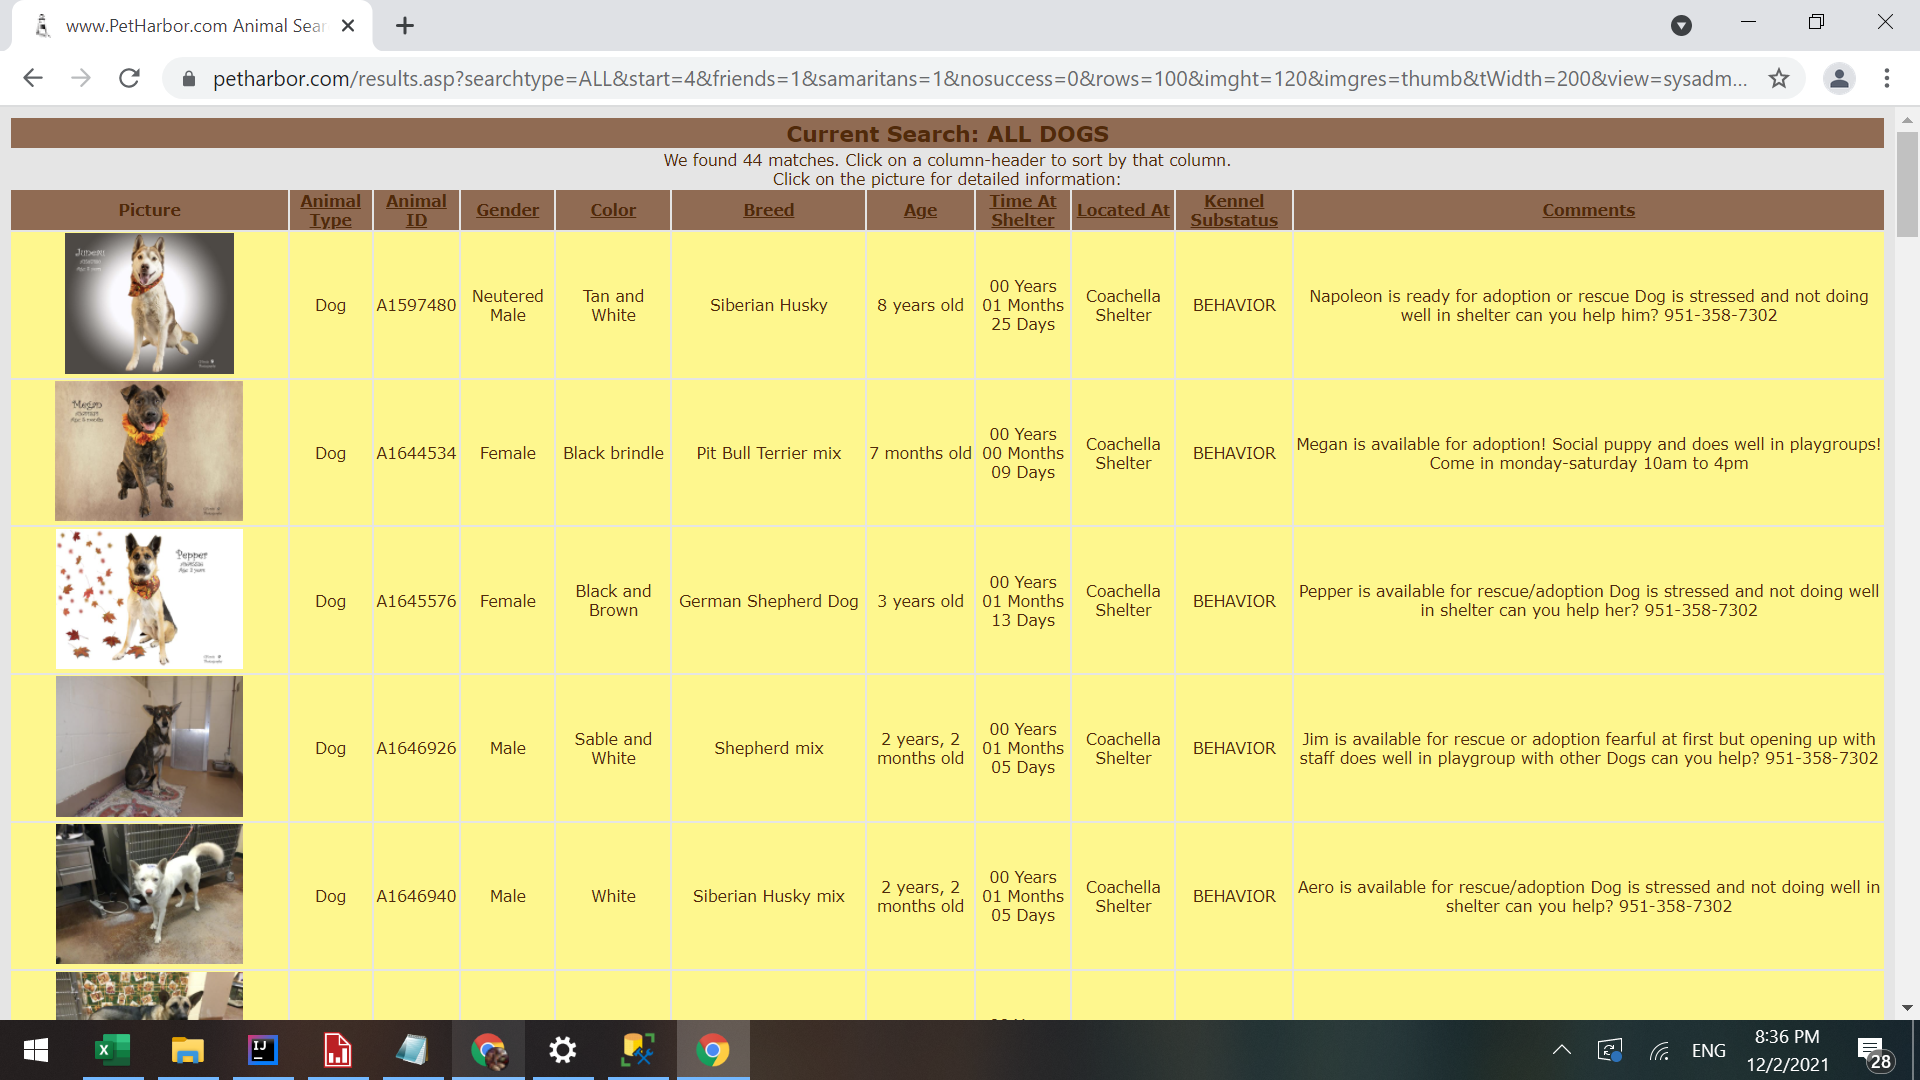 www.PetHarbor.com Animal Sear
petharbor.com/results.asp?searchtype=ALL&start=4&friends=1&samaritans=1&nosuccess=0&rows=100&imght=120&imgres=thumb&tWidth=200&view=sysadm...
Current Search: ALL DOGS
We found 44 matches. Click on a column-header to sort by that column.
Click on the picture for detailed information:
Picture
Animal
Type
Animal
ID
Gender
Color
Breed
Age
Time At
Shelter
Located At
Kennel
Substatus
Comments
Juneau
Dog
A1597480
Neutered
Male
Tan and
White
Siberian Husky
8 years old
00 Years
01 Months
25 Days
Coachella
Shelter
BEHAVIOR
Napoleon is ready for adoption or rescue Dog is stressed and not doing
well in shelter can you help him? 951-358-7302
Megan
Dog
A1644534
Female
Black brindle
Pit Bull Terrier mix
7 months old
00 Years
00 Months
09 Days
Coachella
Shelter
BEHAVIOR
Megan is available for adoption! Social puppy and does well in playgroups!
Come in monday-saturday 10am to 4pm
Pepper
Dog
A1645576
Female
Black and
Brown
German Shepherd Dog
3 years old
00 Years
01 Months
13 Days
Coachella
Shelter
BEHAVIOR
Pepper is available for rescue/adoption Dog is stressed and not doing well
in shelter can you help her? 951-358-7302
Dog
A1646926
Male
Sable and
White
Shepherd mix
2 years, 2
months old
00 Years
01 Months
05 Days
Coachella
Shelter
BEHAVIOR
Jim is available for rescue or adoption fearful at first but opening up with
staff does well in playgroup with other Dogs can you help? 951-358-7302
Dog
A1646940
Male
White
Siberian Husky mix
2 years, 2
months old
00 Years
01 Months
05 Days
Coachella
Shelter
BEHAVIOR
Aero is available for rescue/adoption Dog is stressed and not doing well in
shelter can you help? 951-358-7302
ENG
8:36 PM
12/2/2021
28